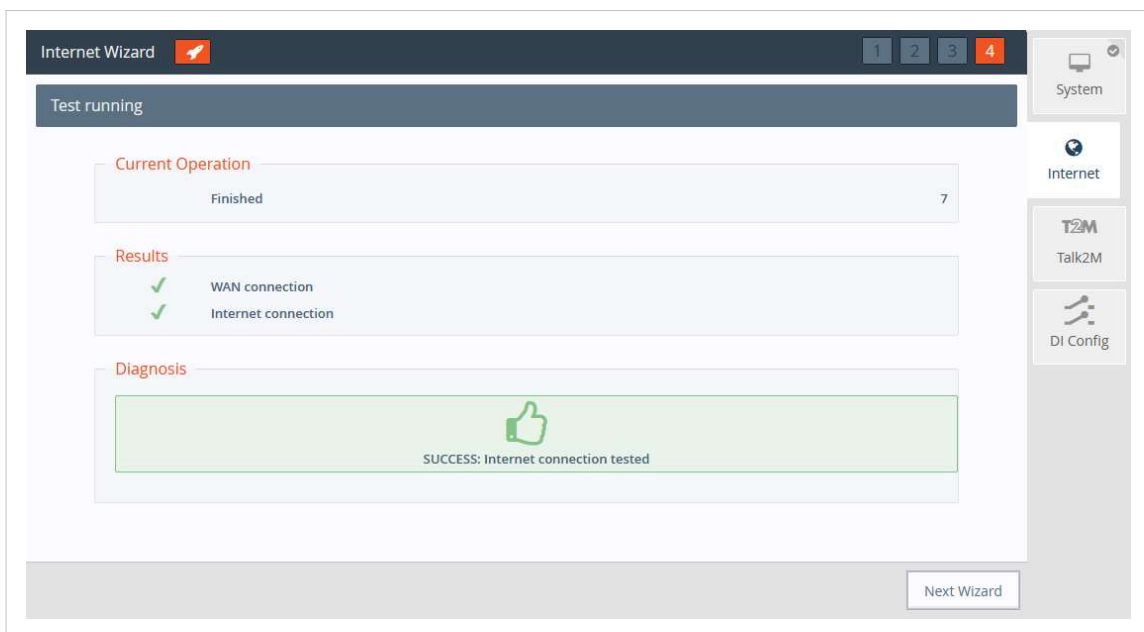 Internet Wizard
1 2 3 4
System
Test running
Internet
Current Operation
Finished 7
T2M
Talk2M
Results
WAN connection
Internet connection
DI Config
Diagnosis
SUCCESS: Internet connection tested
Next Wizard